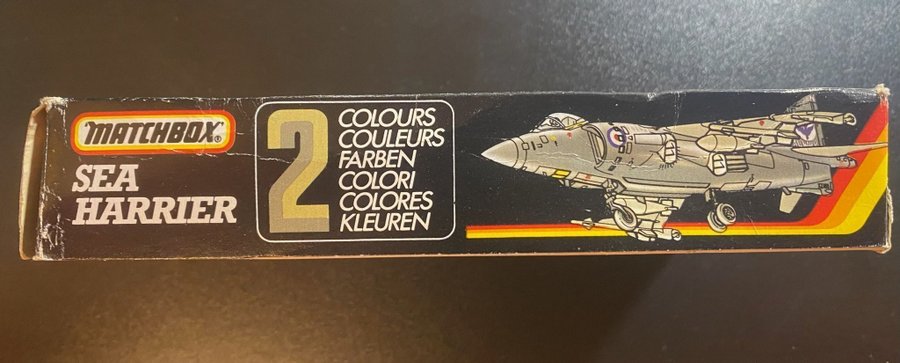 MATCHBOX®
SEA
HARRIER
2
COLOURS
COULEURS
FARBEN
COLORI
COLORES
KLEUREN